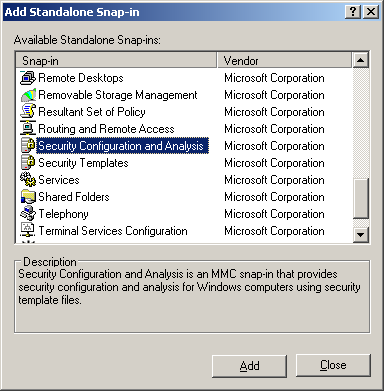 Add Standalone Snap-in
Available Standalone Snap-ins:
Snap-in Vendor
Remote Desktops Microsoft Corporation
Removable Storage Management Microsoft Corporation
Resultant Set of Policy Microsoft Corporation
Routing and Remote Access Microsoft Corporation
Security Configuration and Analysis Microsoft Corporation
Security Templates Microsoft Corporation
Services Microsoft Corporation
Shared Folders Microsoft Corporation
Telephony Microsoft Corporation
Terminal Services Configuration Microsoft Corporation
Description
Security Configuration and Analysis is an MMC snap-in that provides
security configuration and analysis for Windows computers using security
template files.
Add Close